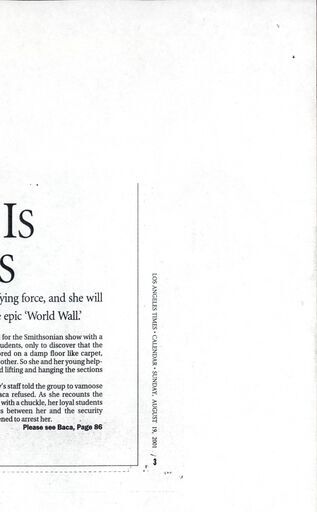 Is
s
ying force, and she will
e epic ‘World Wall.’
for the Smithsonian show with a
udents, only to discover that the
ored on a damp floor like carpet,
other. So she and her young help-
d lifting and hanging the sections
y's staff told the group to vamoose
aca refused. As she recounts the
with a chuckle, her loyal students
s between her and the security
ened to arrest her.
Please see Baca, Page 86
LOS ANGELES TIMES • CALENDAR • SUNDAY, AUGUST 19, 2001 / 3